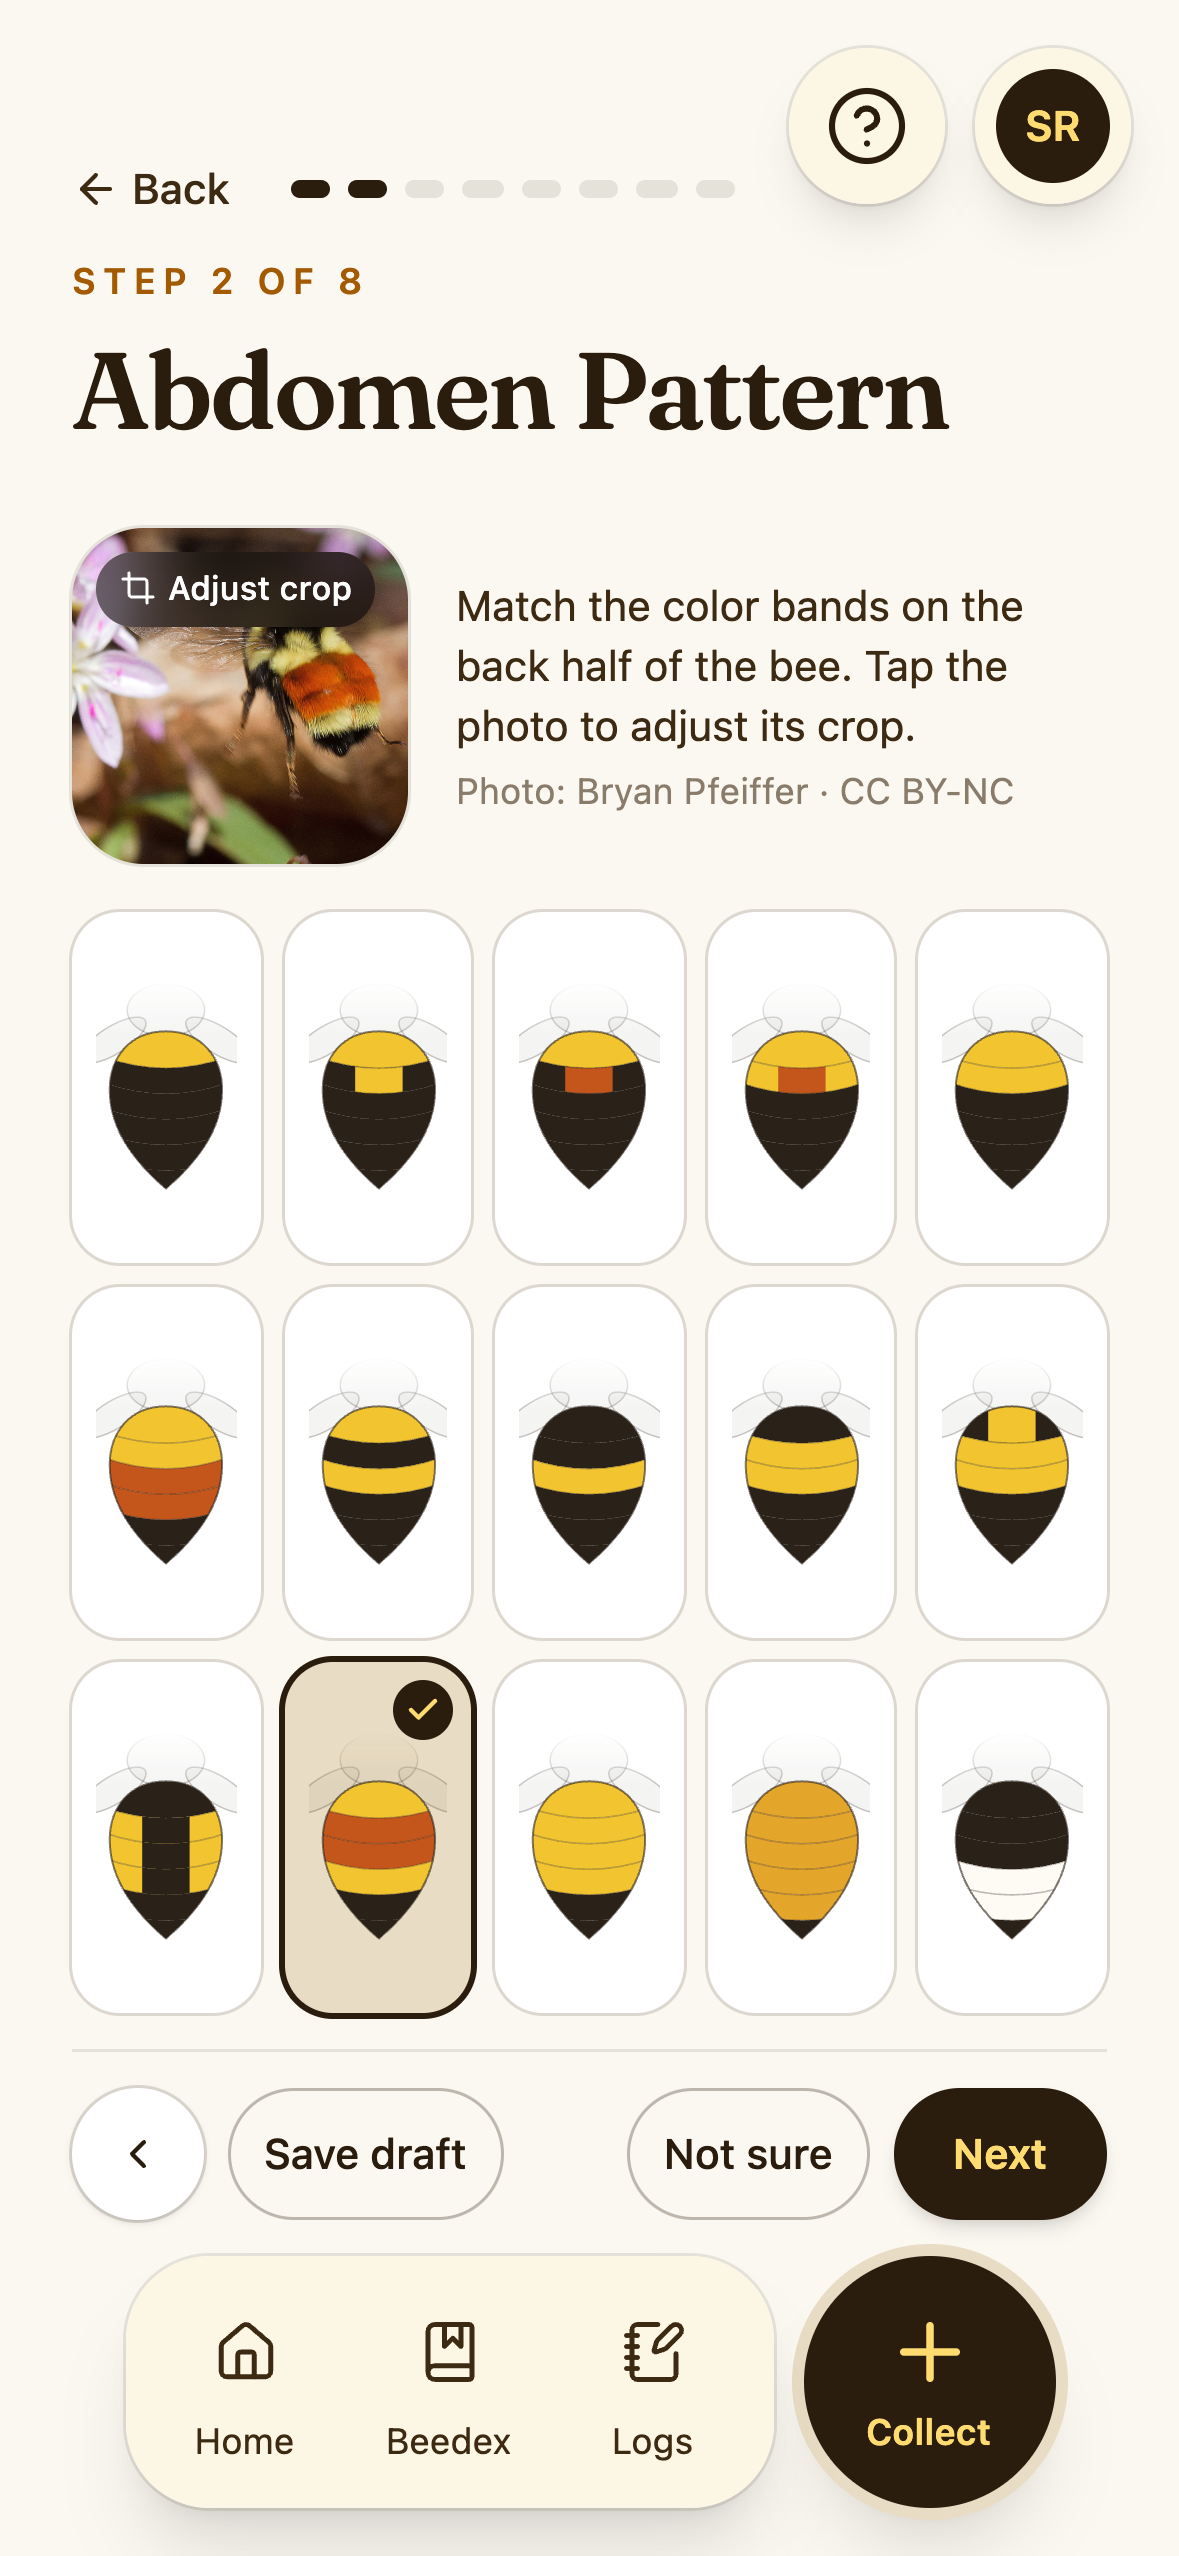 SR
Back
STEP 2 OF 8
Abdomen Pattern
Adjust crop
Match the color bands on the
back half of the bee. Tap the
photo to adjust its crop.
Photo: Bryan Pfeiffer · CC BY-NC
Save draft
Not sure
Next
Home
Beedex
Logs
Collect